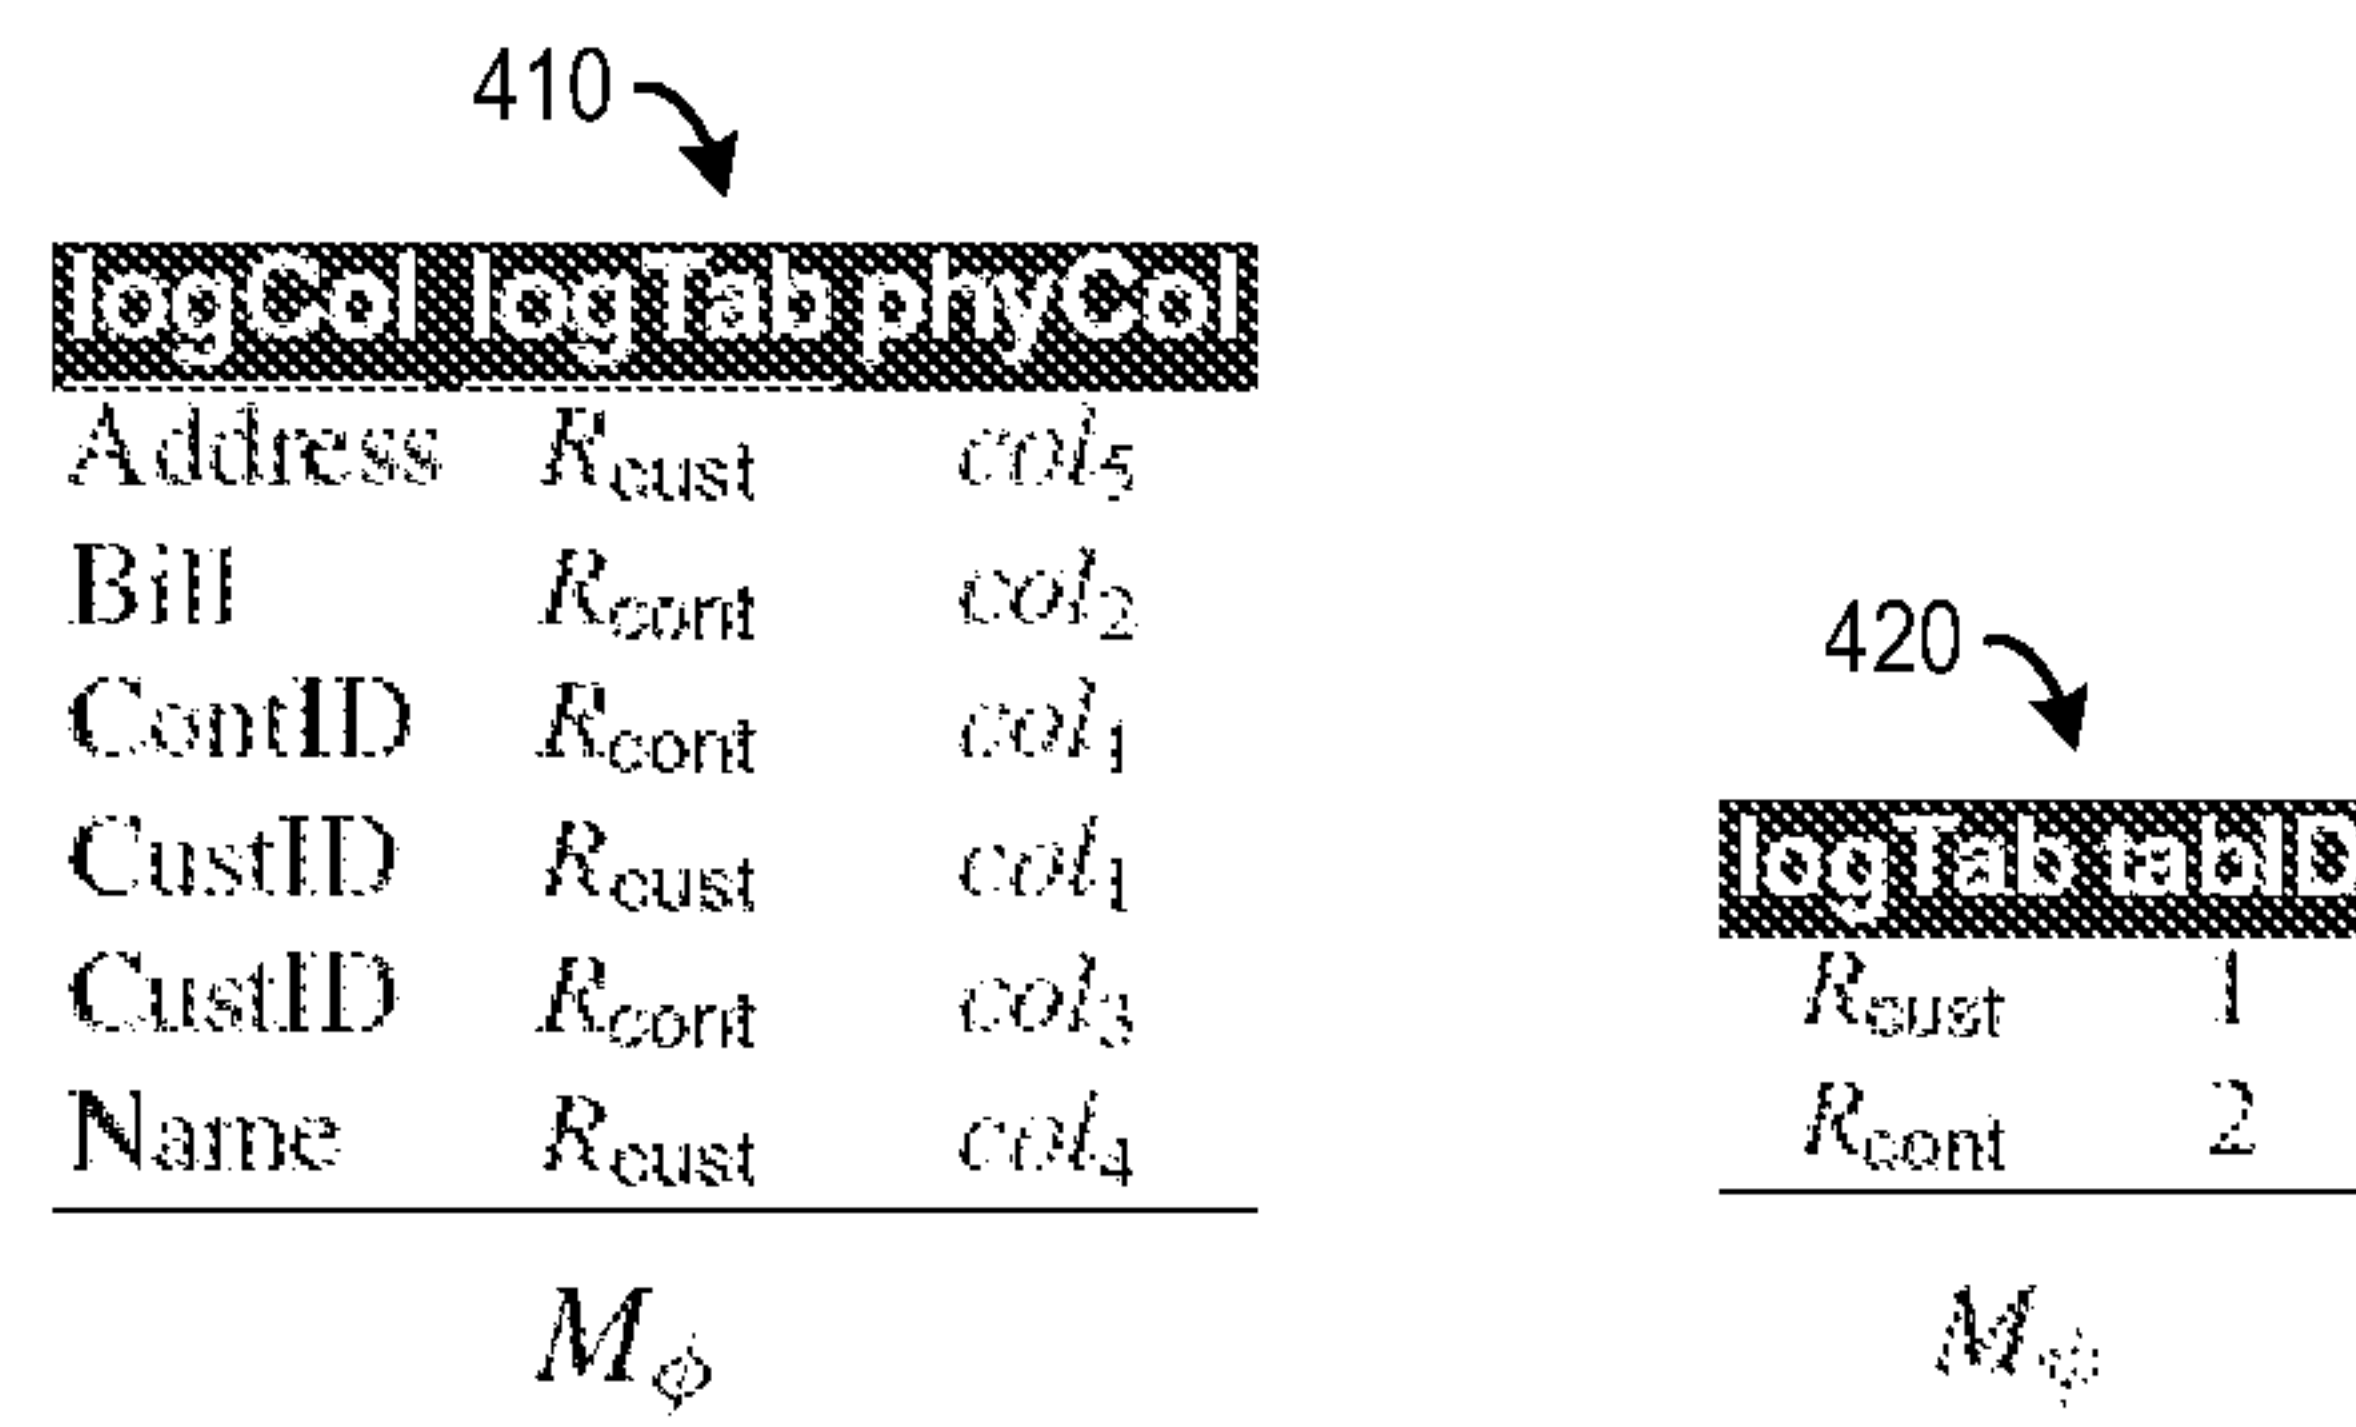 410
logCol logTab phyCol
Address R_cust col_5
Bill R_cont col_2
ContID R_cont col_1
CustID R_cust col_1
CustID R_cont col_3
Name R_cust col_4
M_ϕ
420
logTab tabID
R_cust 1
R_cont 2